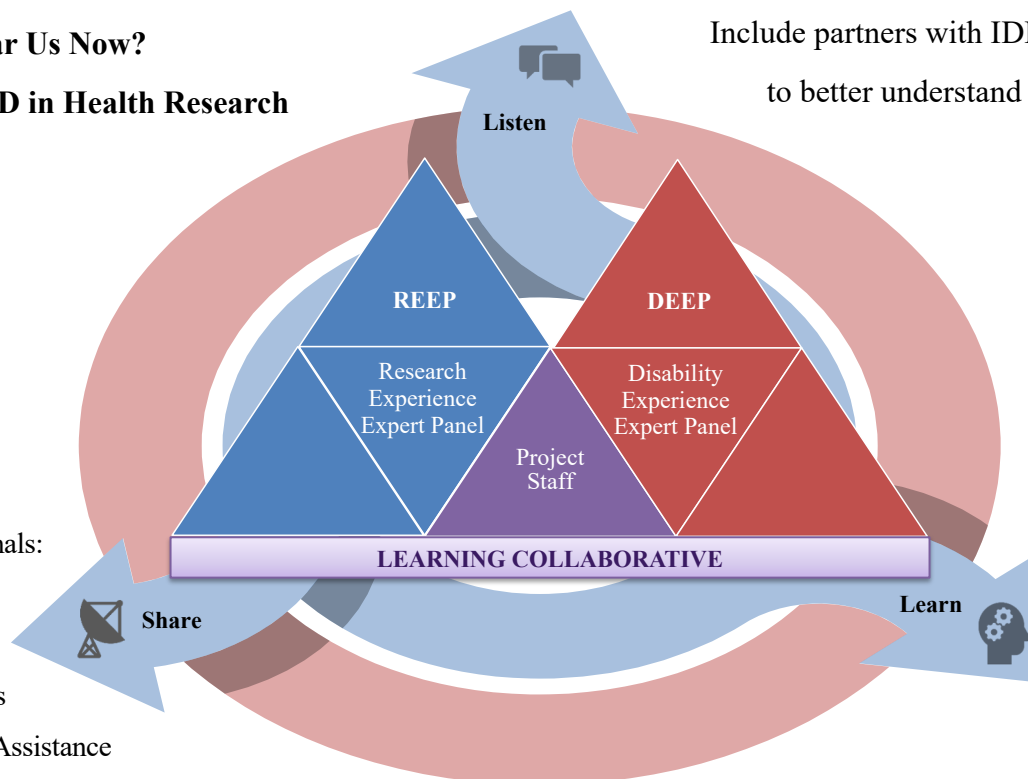 ar Us Now?
D in Health Research
Include partners with IDD
to better understand
Listen
REEP
DEEP
Research
Experience
Expert Panel
Disability
Experience
Expert Panel
Project
Staff
LEARNING COLLABORATIVE
nals:
Share
Learn
s
Assistance